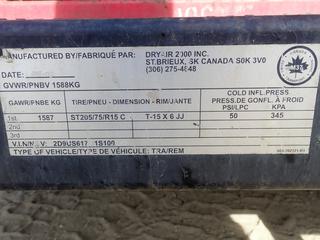 MANUFACTURED BY/FABRIQUÉ PAR: DRY-AIR 2000 INC.
ST.BRIEUX, SK CANADA S0K 3V0
(306) 275-4848
DATE:
GVWR/PNBV 1588KG
GAWR/PNBE KG TIRE/PNEU - DIMENSION - RIM/JANTE COLD INFL.PRESS/
PRESS.DE GONFL. À FROID
PSI/LPC KPA
1st. 1587 ST205/75/R15 C T-15 X 6 JJ 50 345
2nd
3rd
V.I.N/N.I.V: 2D9US617 1S109
TYPE OF VEHICLE/TYPE DE VÉHICULE: TRA/REM